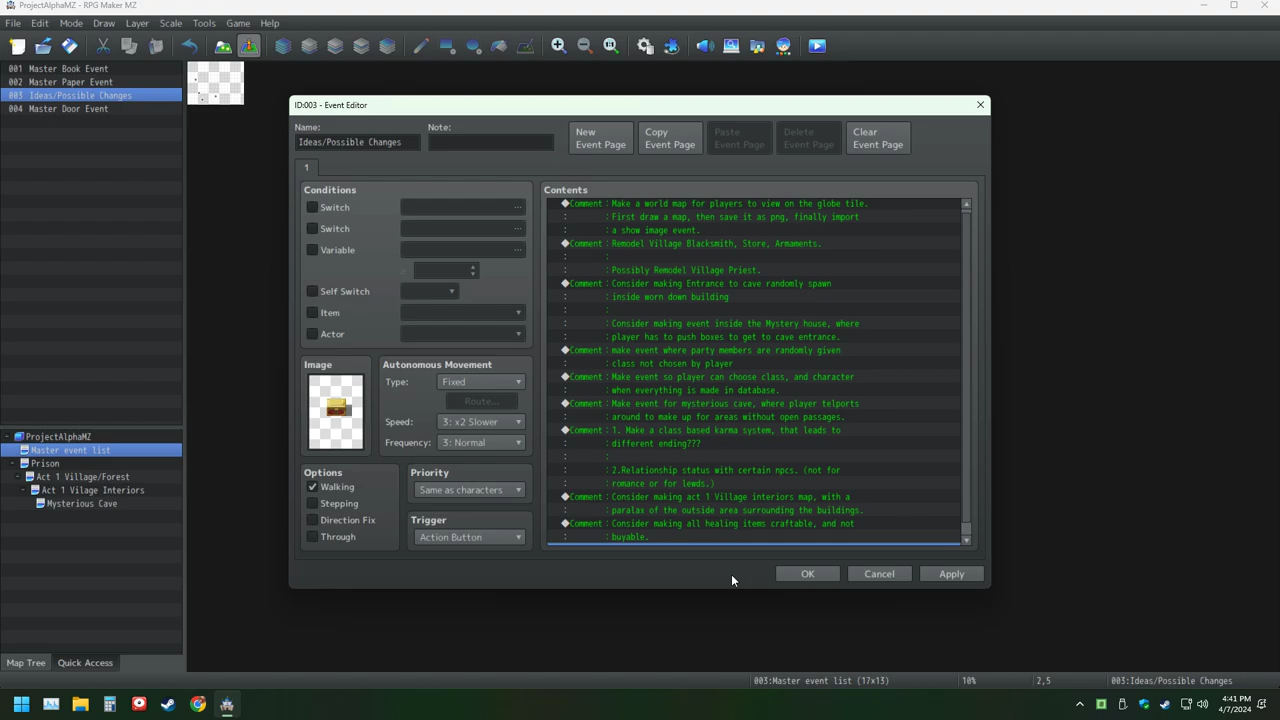 ProjectAlphaMZ - RPG Maker MZ
File Edit Mode Draw Layer Scale Tools Game Help
001 Master Book Event
002 Master Paper Event
003 Ideas/Possible Changes
004 Master Door Event
ID:003 - Event Editor
Name:
Note:
Ideas/Possible Changes
New
Event Page
Copy
Event Page
Paste
Event Page
Delete
Event Page
Clear
Event Page
1
Conditions
Switch
Switch
Variable
≥
Self Switch
Item
Actor
Image
Autonomous Movement
Type: Fixed
Route...
Speed: 3: x2 Slower
Frequency: 3: Normal
Options
Walking
Stepping
Direction Fix
Through
Priority
Same as characters
Trigger
Action Button
Contents
◆Comment：Make a world map for players to view on the globe tile.
：　　　：First draw a map, then save it as png, finally import
：　　　：a show image event.
◆Comment：Remodel Village Blacksmith, Store, Armaments.
：　　　：
：　　　：Possibly Remodel Village Priest.
◆Comment：Consider making Entrance to cave randomly spawn
：　　　：inside worn down building
：　　　：
：　　　：Consider making event inside the Mystery house, where
：　　　：player has to push boxes to get to cave entrance.
◆Comment：make event where party members are randomly given
：　　　：class not chosen by player
◆Comment：Make event so player can choose class, and character
：　　　：when everything is made in database.
◆Comment：Make event for mysterious cave, where player telports
：　　　：around to make up for areas without open passages.
◆Comment：1. Make a class based karma system, that leads to
：　　　：different ending???
：　　　：
：　　　：2.Relationship status with certain npcs. (not for
：　　　：romance or for lewds.)
◆Comment：Consider making act 1 Village interiors map, with a
：　　　：paralax of the outside area surrounding the buildings.
◆Comment：Consider making all healing items craftable, and not
：　　　：buyable.
OK Cancel Apply
ProjectAlphaMZ
Master event list
Prison
Act 1 Village/Forest
Act 1 Vilage Interiors
Mysterious Cave
Map Tree Quick Access
003:Master event list (17x13) 10% 2,5 003:Ideas/Possible Changes
4:41 PM
4/7/2024